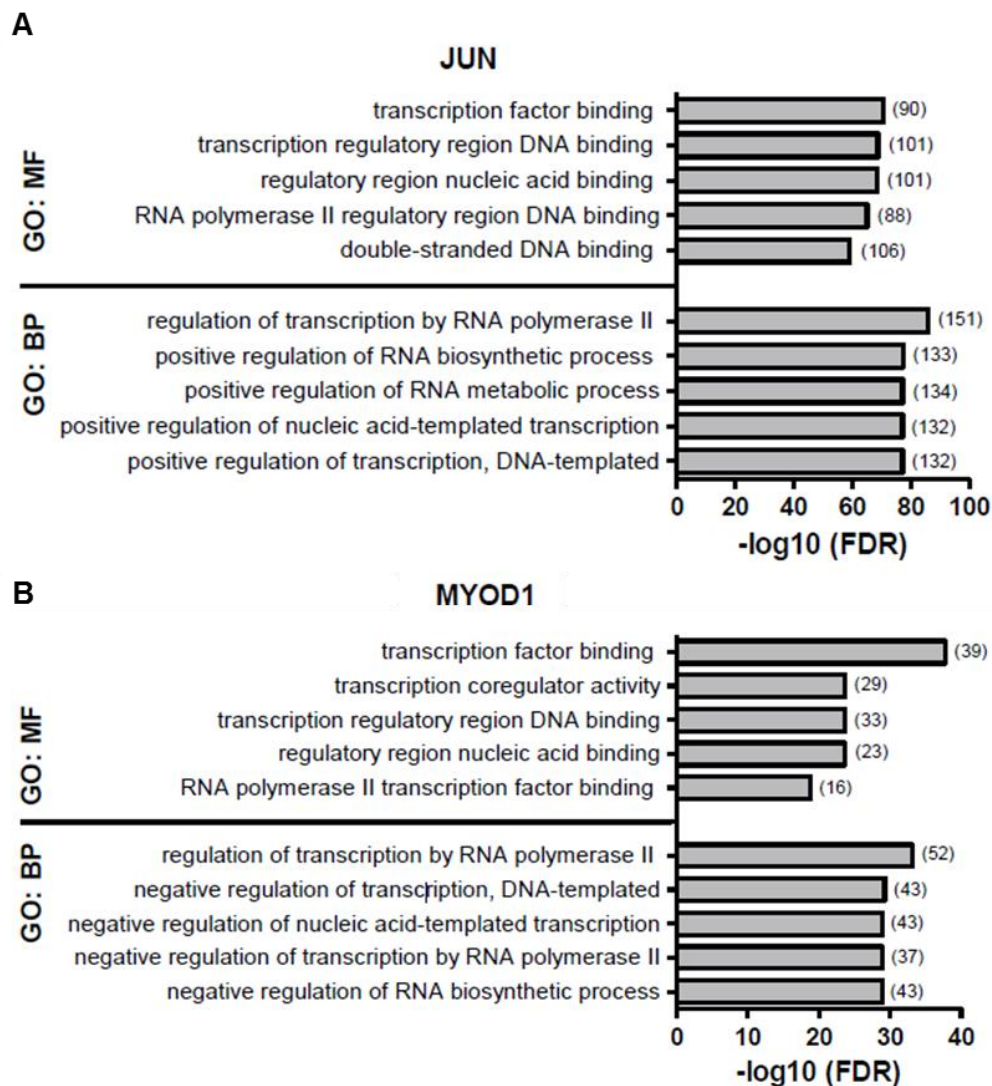 A
JUN
GO: MF
transcription factor binding (90)
transcription regulatory region DNA binding (101)
regulatory region nucleic acid binding (101)
RNA polymerase II regulatory region DNA binding (88)
double-stranded DNA binding (106)
GO: BP
regulation of transcription by RNA polymerase II (151)
positive regulation of RNA biosynthetic process (133)
positive regulation of RNA metabolic process (134)
positive regulation of nucleic acid-templated transcription (132)
positive regulation of transcription, DNA-templated (132)
0 20 40 60 80 100
-log10 (FDR)
B
MYOD1
GO: MF
transcription factor binding (39)
transcription coregulator activity (29)
transcription regulatory region DNA binding (33)
regulatory region nucleic acid binding (23)
RNA polymerase II transcription factor binding (16)
GO: BP
regulation of transcription by RNA polymerase II (52)
negative regulation of transcription, DNA-templated (43)
negative regulation of nucleic acid-templated transcription (43)
negative regulation of transcription by RNA polymerase II (37)
negative regulation of RNA biosynthetic process (43)
0 10 20 30 40
-log10 (FDR)